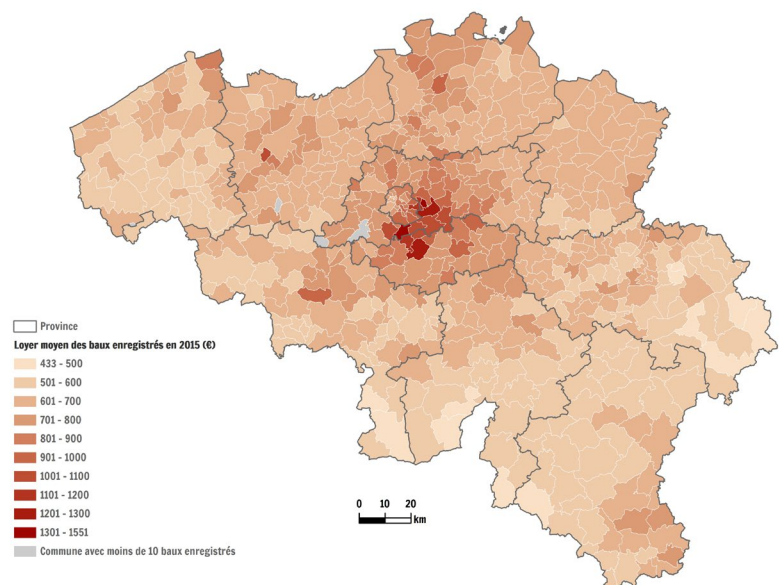 Province
Loyer moyen des baux enregistrés en 2015 (€)
433 - 500
501 - 600
601 - 700
701 - 800
801 - 900
901 - 1000
1001 - 1100
1101 - 1200
1201 - 1300
1301 - 1551
Commune avec moins de 10 baux enregistrés
0 10 20
km